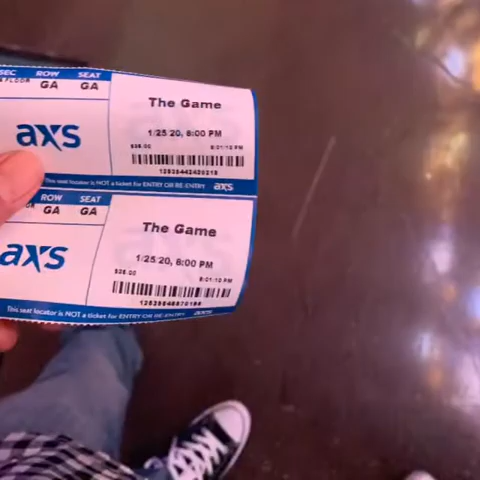 SEC ROW SEAT
FLOOR GA GA
The Game
axs
1/25 20, 8:00 PM
This seat locator is NOT a ticket for ENTRY OR RE-ENTRY axs
ROW SEAT
GA GA
The Game
axs
1/25 20, 8:00 PM
This seat locator is NOT a ticket for ENTRY OR RE-ENTRY axs